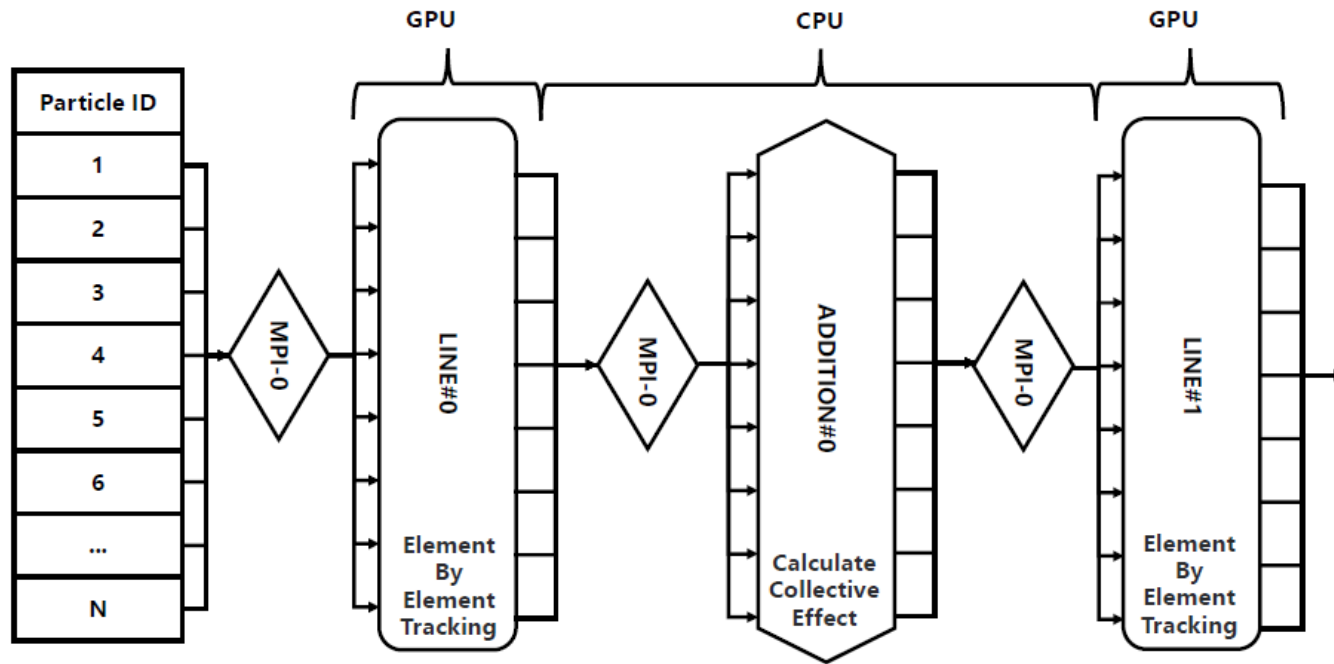 GPU
CPU
GPU
Particle ID
1
2
3
4
5
6
...
N
MPI-0
LINE#0
Element
By
Element
Tracking
MPI-0
ADDITION#0
Calculate
Collective
Effect
MPI-0
LINE#1
Element
By
Element
Tracking